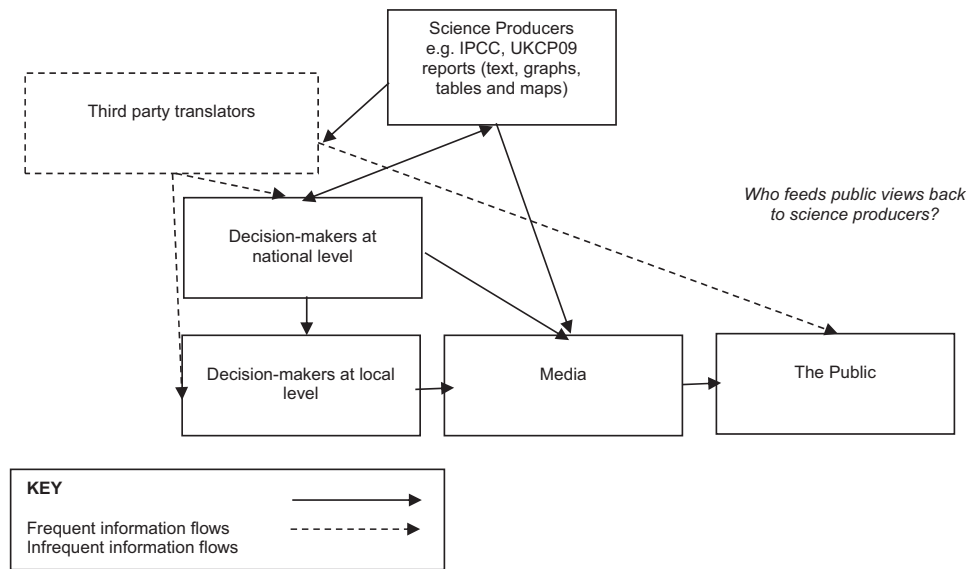 Science Producers
e.g. IPCC, UKCP09
reports (text, graphs,
tables and maps)
Third party translators
Who feeds public views back
to science producers?
Decision-makers at
national level
Decision-makers at local
level
Media
The Public
KEY
Frequent information flows
Infrequent information flows